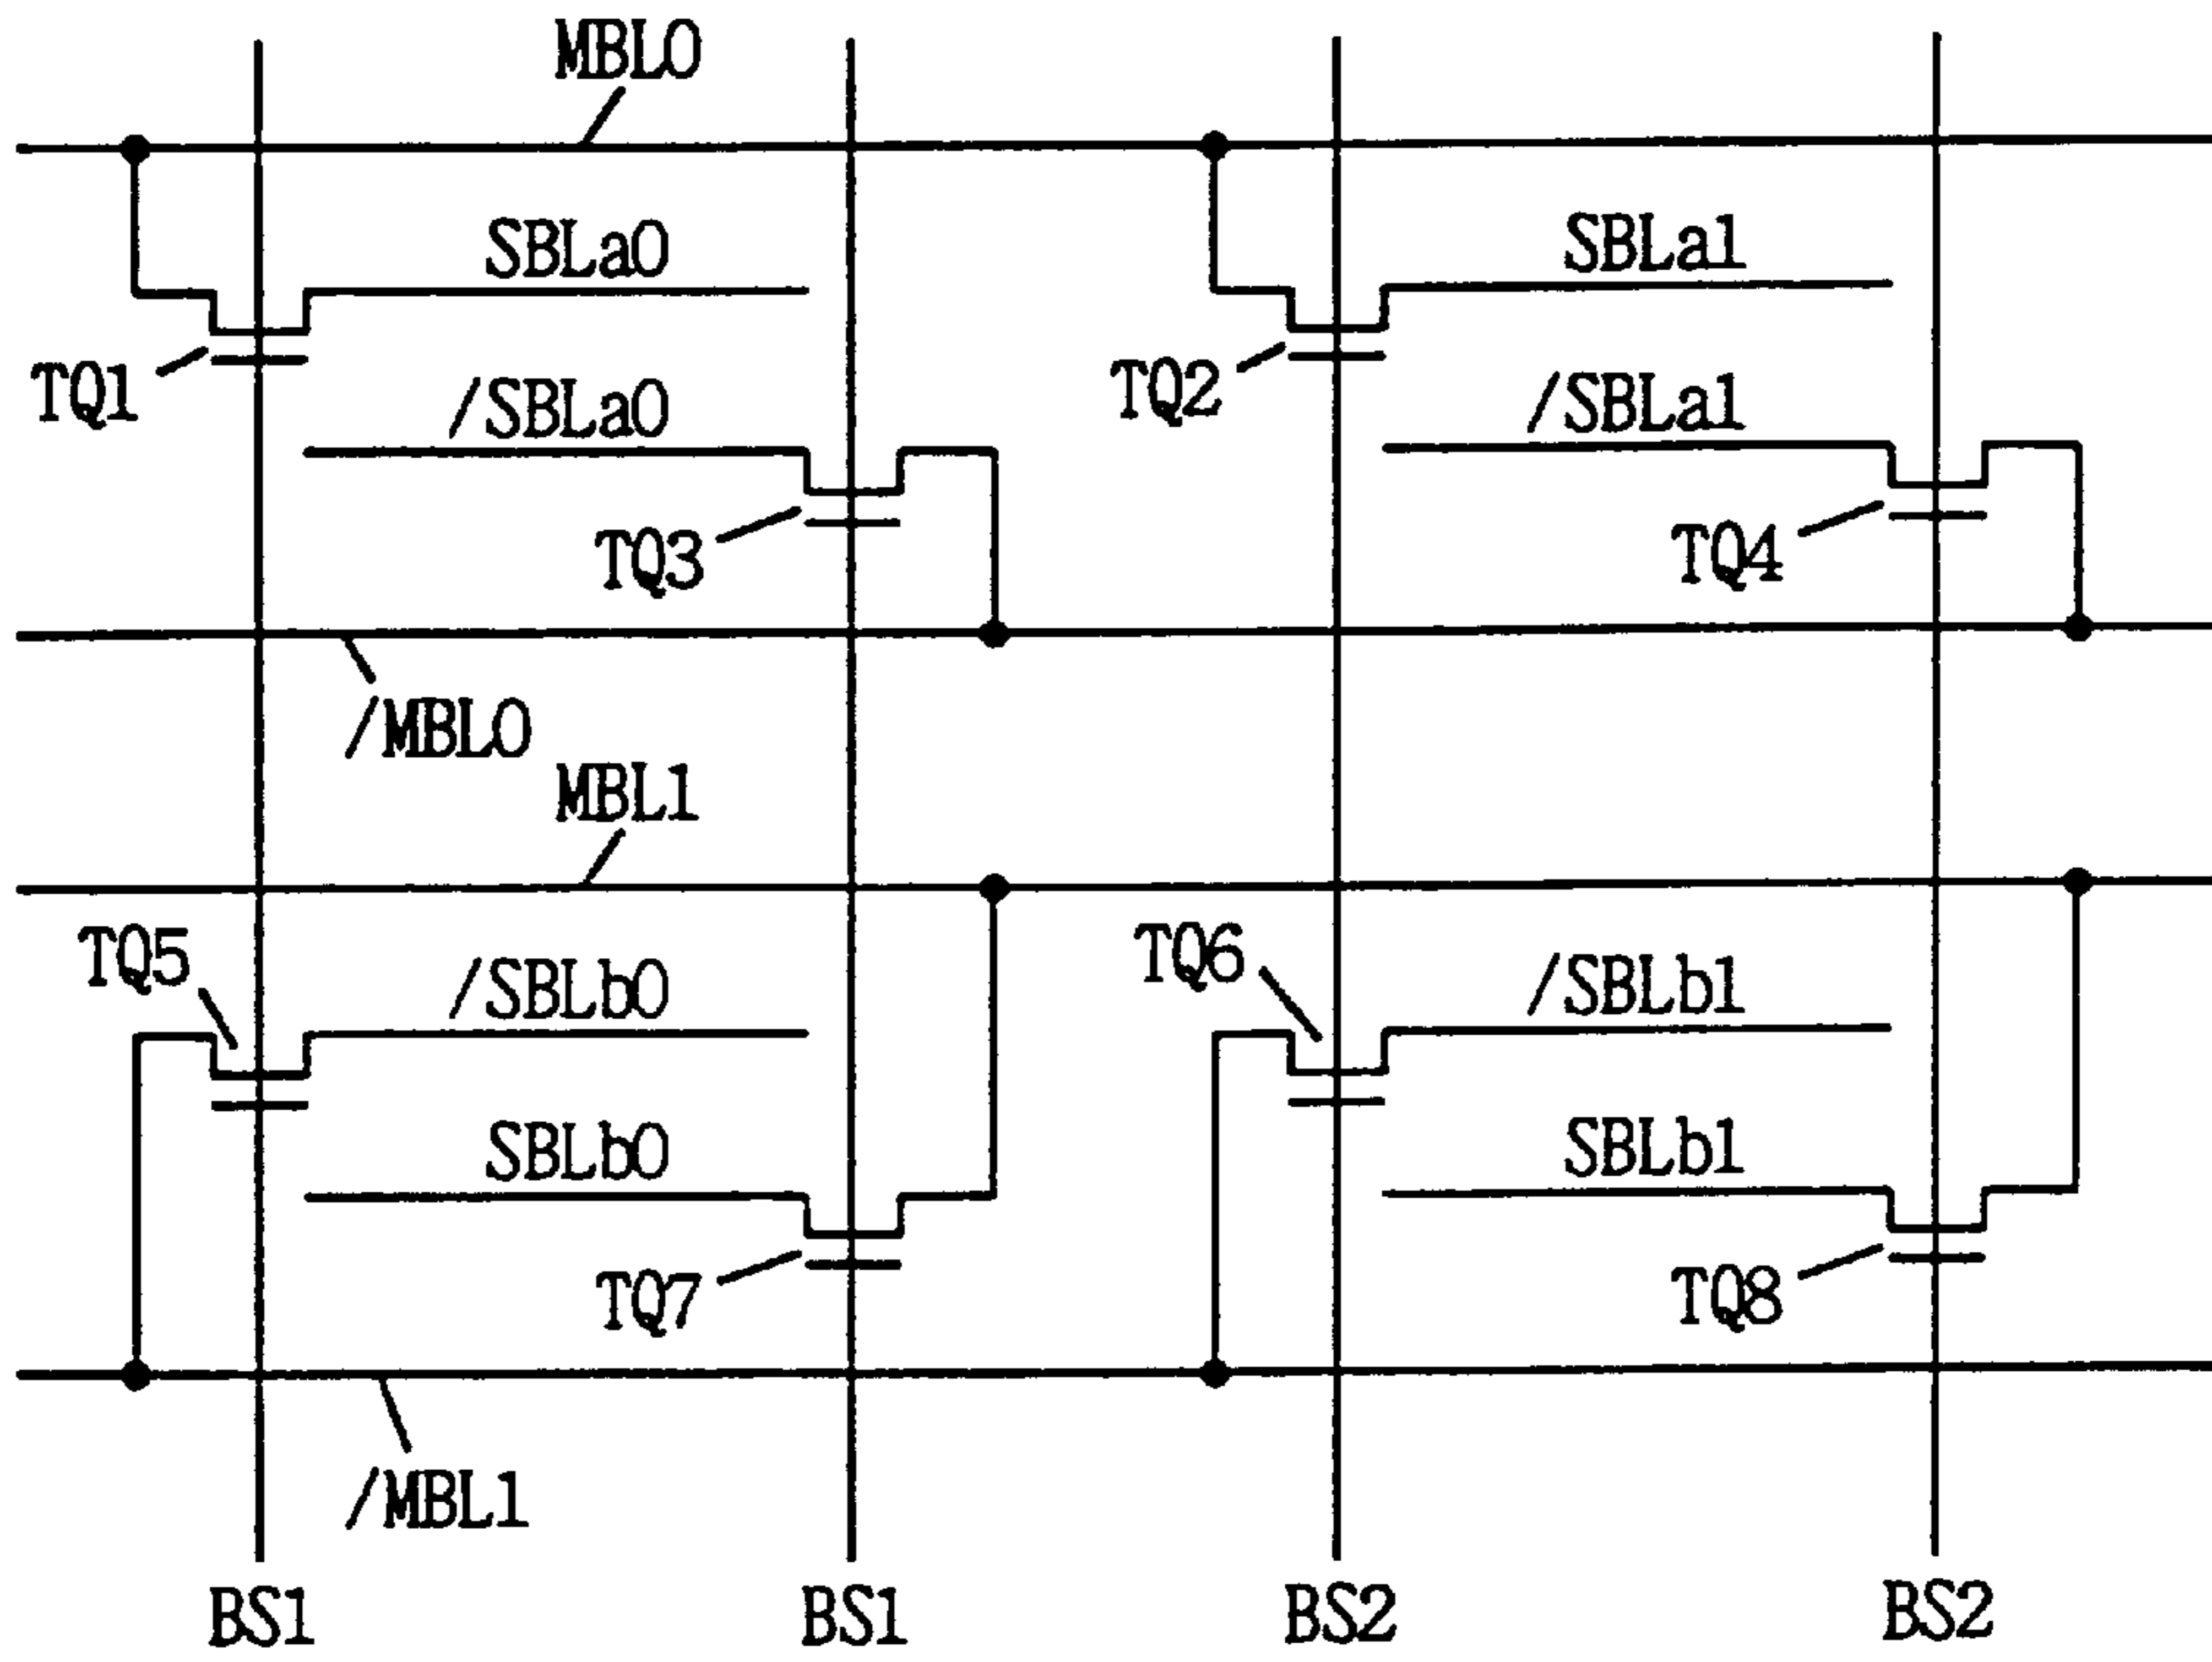 MBL0
SBLa0
SBLa1
TQ1
TQ2
/SBLa0
/SBLa1
TQ3
TQ4
/MBL0
MBL1
TQ5
TQ6
/SBLb0
/SBLb1
SBLb0
SBLb1
TQ7
TQ8
/MBL1
BS1
BS1
BS2
BS2